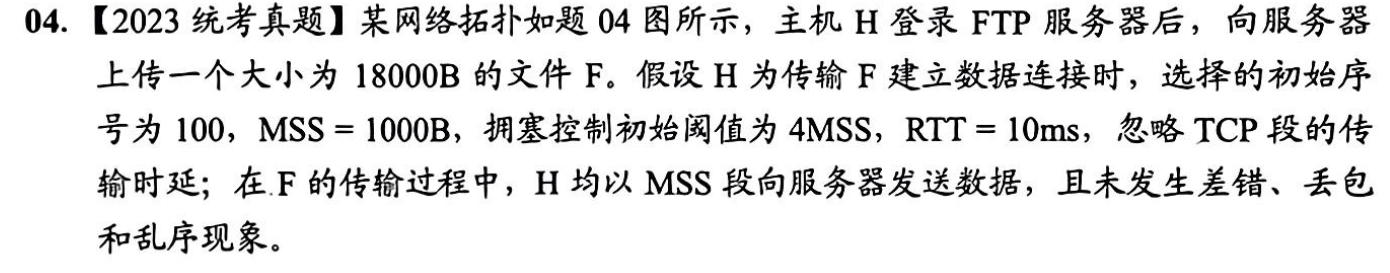 04.【2023 统考真题】某网络拓扑如题 04 图所示，主机 H 登录 FTP 服务器后，向服务器
上传一个大小为 18000B 的文件 F。假设 H 为传输 F 建立数据连接时，选择的初始序
号为 100，MSS = 1000B，拥塞控制初始阈值为 4MSS，RTT = 10ms，忽略 TCP 段的传
输时延；在 F 的传输过程中，H 均以 MSS 段向服务器发送数据，且未发生差错、丢包
和乱序现象。